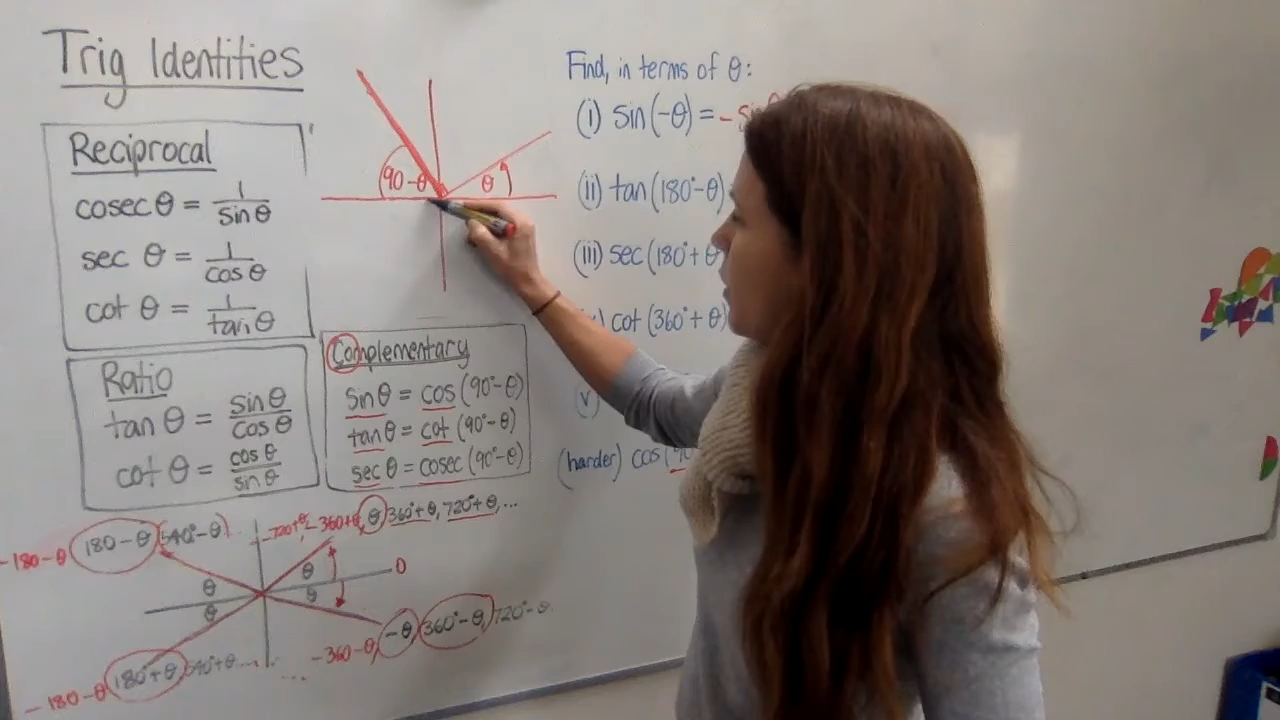 Trig Identities
Reciprocal
cosec θ = 1/sin θ
sec θ = 1/cos θ
cot θ = 1/tan θ
Ratio
tan θ = sin θ/cos θ
cot θ = cos θ/sin θ
90-θ
θ
Complementary
sin θ = cos (90°-θ)
tan θ = cot (90°-θ)
sec θ = cosec (90°-θ)
Find, in terms of θ:
(i) sin(-θ) = - sin θ
(ii) tan(180°-θ)
(iii) sec(180°+θ
cot(360°+θ)
(v)
(harder) cos(90
-180-θ 180-θ (540°-θ)...
-720+θ, -360+θ, θ, 360°+θ, 720°+θ, ...
θ θ 0
θ θ
-360-θ, -θ, 360°-θ, 720°-θ
...
-180-θ 180°+θ 540°+θ ...